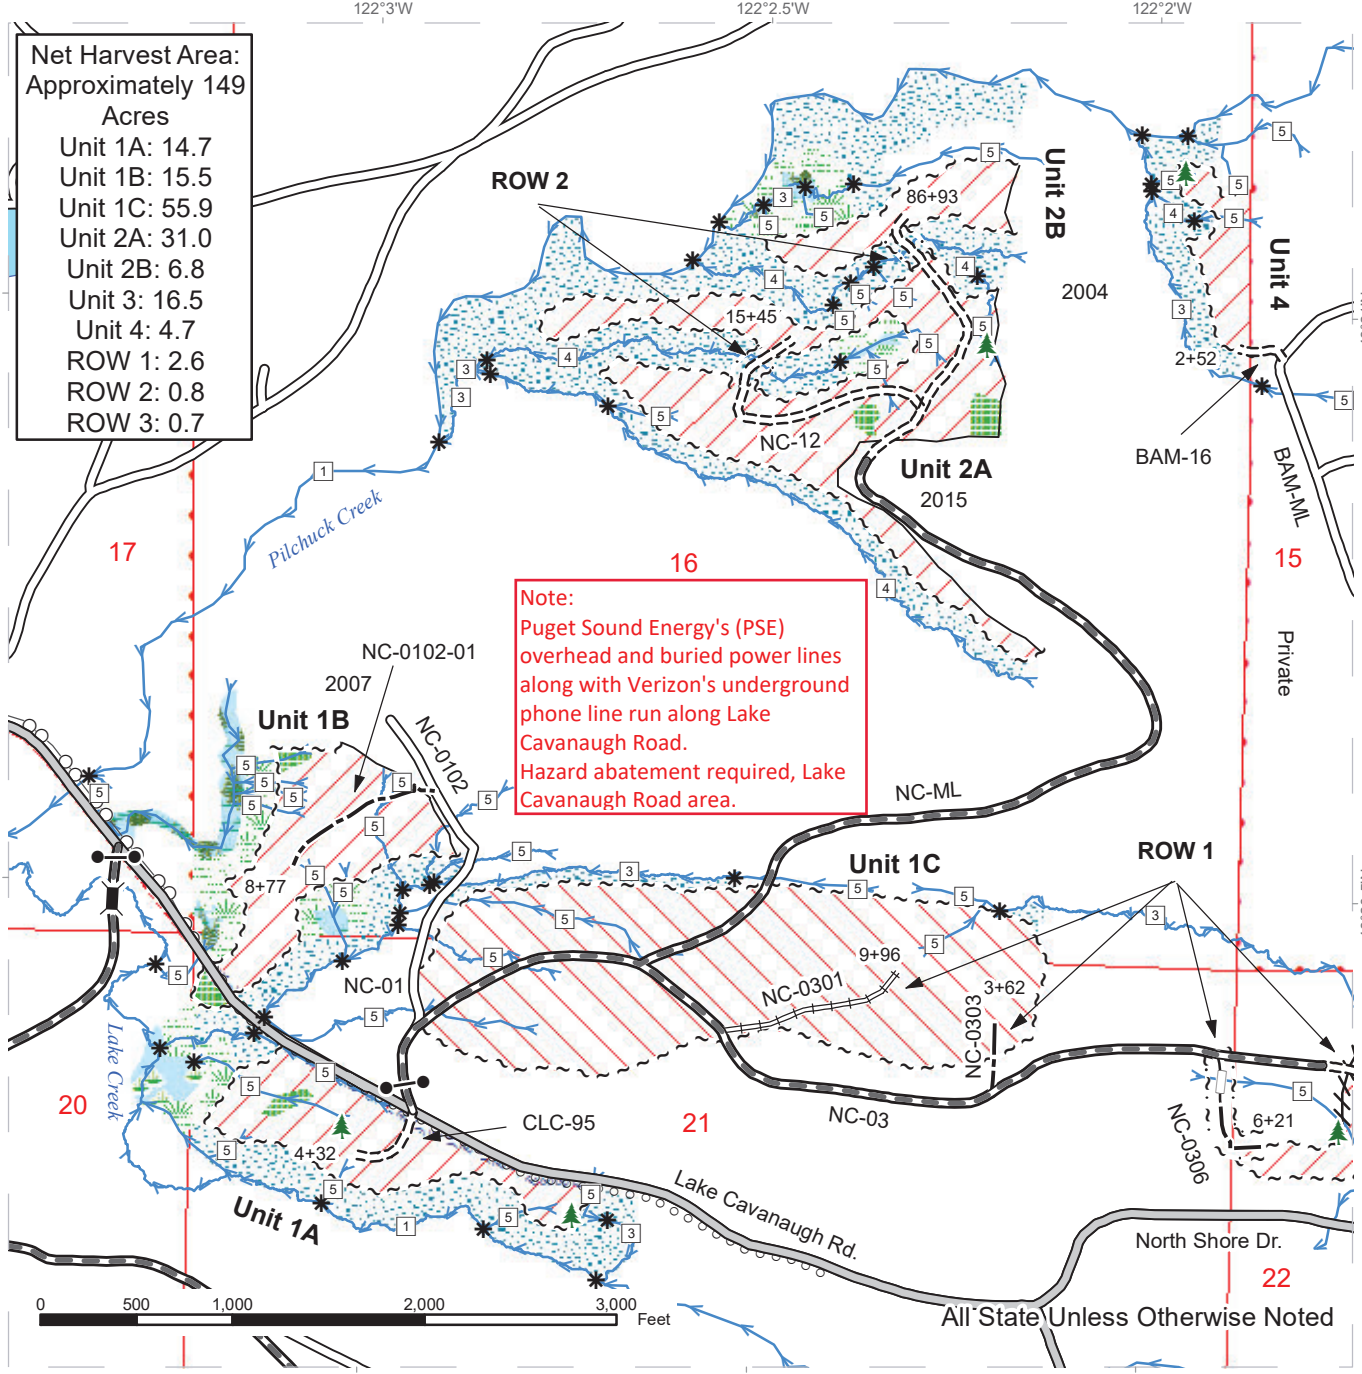 122°3'W
122°2.5'W
122°2'W
Net Harvest Area:
Approximately 149
Acres
Unit 1A: 14.7
Unit 1B: 15.5
Unit 1C: 55.9
Unit 2A: 31.0
Unit 2B: 6.8
Unit 3: 16.5
Unit 4: 4.7
ROW 1: 2.6
ROW 2: 0.8
ROW 3: 0.7
ROW 2
86+93
Unit 2B
2004
Unit 4
15+45
2+52
NC-12
Unit 2A
2015
BAM-16
BAM-ML
Pilchuck Creek
17
16
15
Private
Note:
Puget Sound Energy's (PSE)
overhead and buried power lines
along with Verizon's underground
phone line run along Lake
Cavanaugh Road.
Hazard abatement required, Lake
Cavanaugh Road area.
NC-0102-01
2007
Unit 1B
NC-0102
NC-ML
Unit 1C
ROW 1
8+77
NC-01
9+96
NC-0301
3+62
NC-0303
Lake Creek
20
21
NC-03
CLC-95
4+32
6+21
NC-0306
Unit 1A
Lake Cavanaugh Rd.
North Shore Dr.
22
0 500 1,000 2,000 3,000
Feet
All State Unless Otherwise Noted